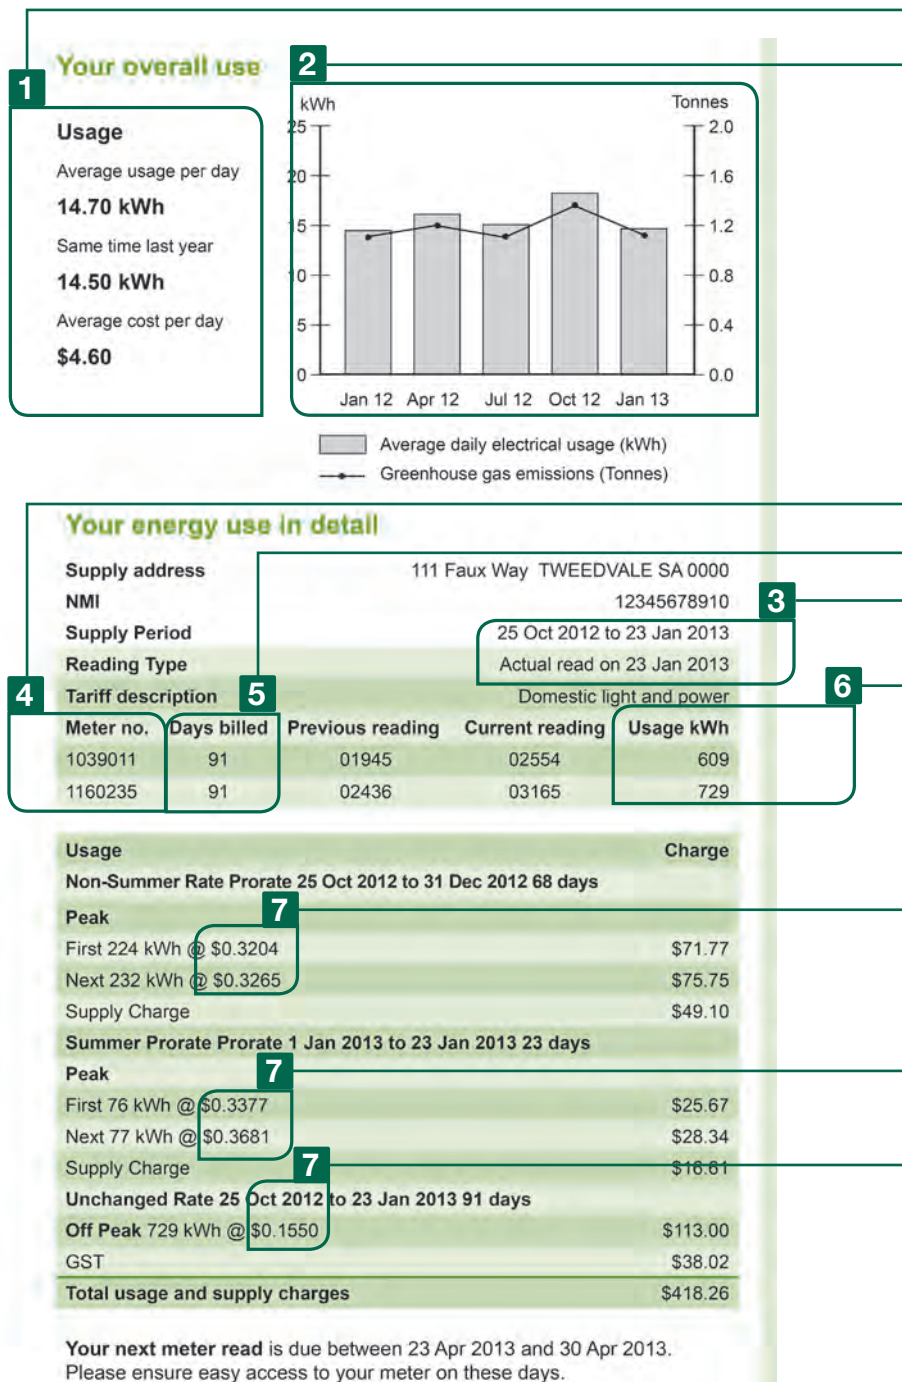 1
Your overall use
2
Usage
Average usage per day
14.70 kWh
Same time last year
14.50 kWh
Average cost per day
$4.60
kWh
Tonnes
25
20
15
10
5
0
2.0
1.6
1.2
0.8
0.4
0.0
Jan 12 Apr 12 Jul 12 Oct 12 Jan 13
Average daily electrical usage (kWh)
Greenhouse gas emissions (Tonnes)
Your energy use in detail
Supply address 111 Faux Way TWEEDVALE SA 0000
NMI 12345678910
3
Supply Period 25 Oct 2012 to 23 Jan 2013
Reading Type Actual read on 23 Jan 2013
4
5
6
Tariff description Domestic light and power
Meter no. Days billed Previous reading Current reading Usage kWh
1039011 91 01945 02554 609
1160235 91 02436 03165 729
Usage Charge
Non-Summer Rate Prorate 25 Oct 2012 to 31 Dec 2012 68 days
7
Peak
First 224 kWh @ $0.3204 $71.77
Next 232 kWh @ $0.3265 $75.75
Supply Charge $49.10
Summer Prorate Prorate 1 Jan 2013 to 23 Jan 2013 23 days
7
Peak
First 76 kWh @ $0.3377 $25.67
Next 77 kWh @ $0.3681 $28.34
7
Supply Charge $16.61
Unchanged Rate 25 Oct 2012 to 23 Jan 2013 91 days
Off Peak 729 kWh @ $0.1550 $113.00
GST $38.02
Total usage and supply charges $418.26
Your next meter read is due between 23 Apr 2013 and 30 Apr 2013.
Please ensure easy access to your meter on these days.